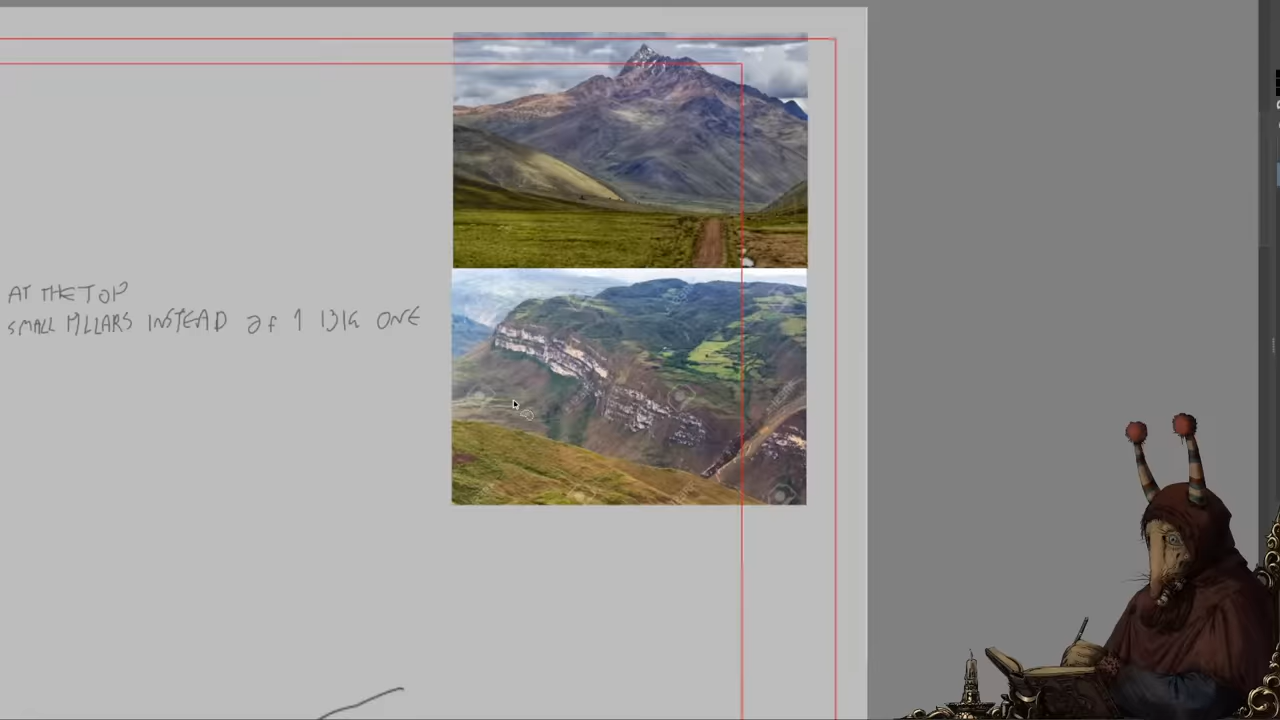 AT THE TOP
SMALL PILLARS INSTEAD OF 1 BIG ONE